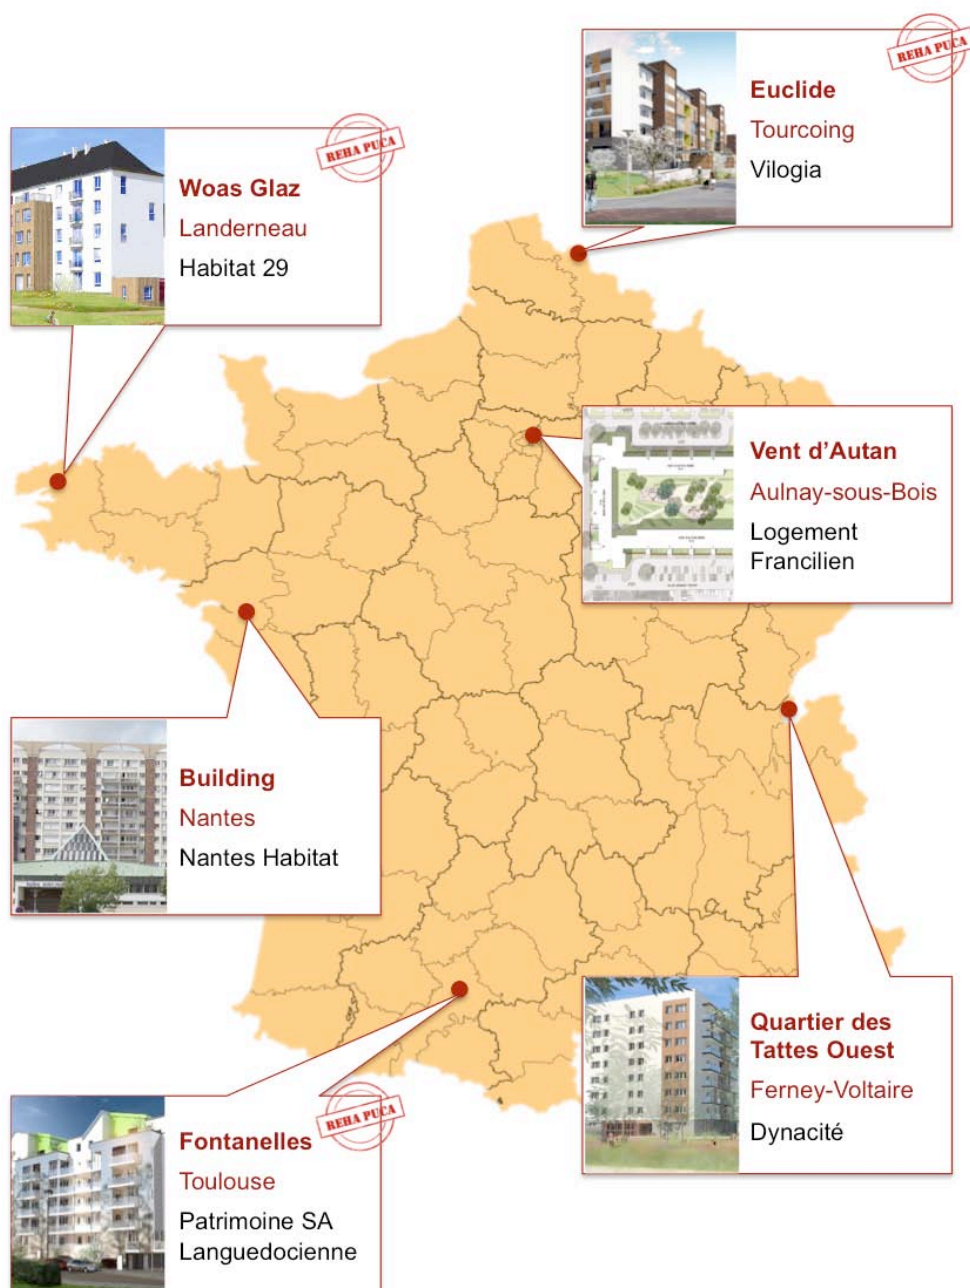 REHA PUCA
Euclide
Tourcoing
Vilogia
REHA PUCA
Woas Glaz
Landerneau
Habitat 29
Vent d’Autan
Aulnay-sous-Bois
Logement
Francilien
Building
Nantes
Nantes Habitat
Quartier des
Tattes Ouest
Ferney-Voltaire
Dynacité
REHA PUCA
Fontanelles
Toulouse
Patrimoine SA
Languedocienne